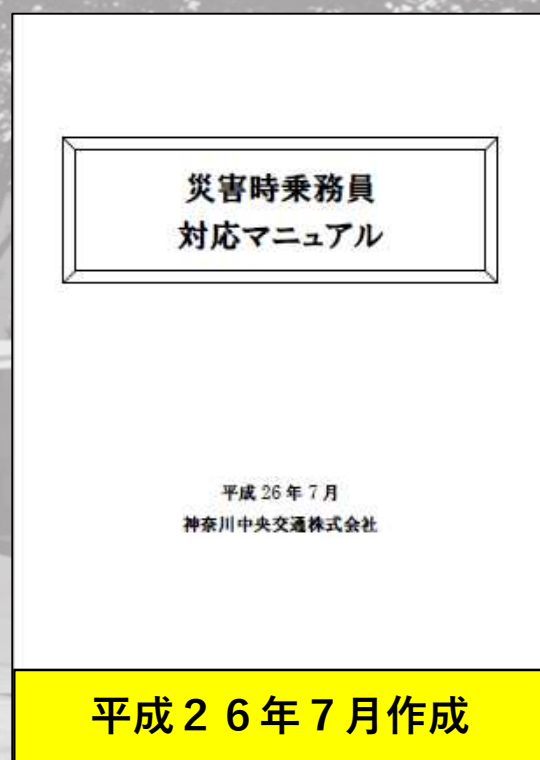 災害時乗務員
対応マニュアル
平成 26 年 7 月
神奈川中央交通株式会社
平成２６年７月作成